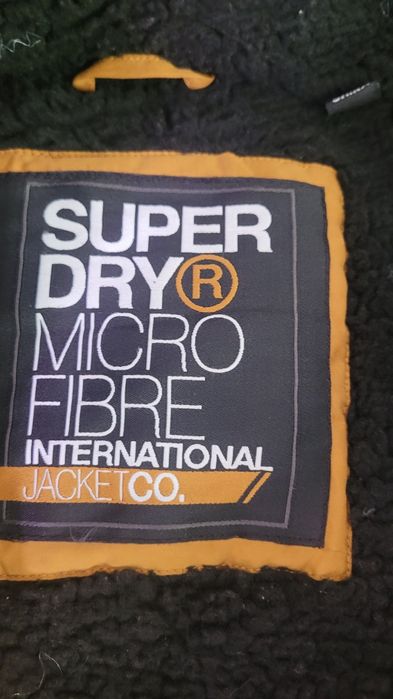 SUPER
DRY®
MICRO
FIBRE
INTERNATIONAL
JACKETCO.